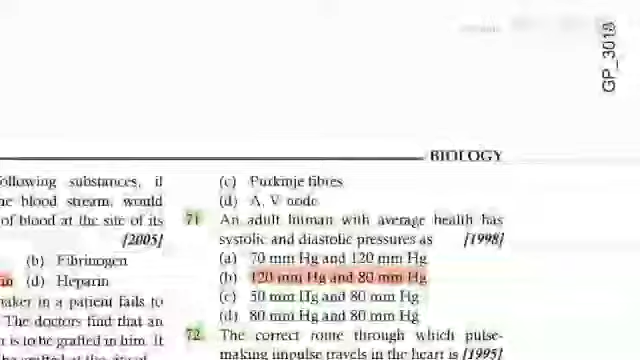 GP_3018
BIOLOGY
ollowing substances, if
he blood stream, would
of blood at the site of its
[2005]
(b) Fibrinogen
in (d) Heparin
maker in a patient fails to
The doctors find that an
n is to be grafted in him. It
(c) Purkinje fibres
(d) A. V. node
71 An adult human with average health has
systolic and diastolic pressures as [1998]
(a) 70 mm Hg and 120 mm Hg
(b) 120 mm Hg and 80 mm Hg
(c) 50 mm Hg and 80 mm Hg
(d) 80 mm Hg and 80 mm Hg
72 The correct route through which pulse-
making impulse travels in the heart is [1995]